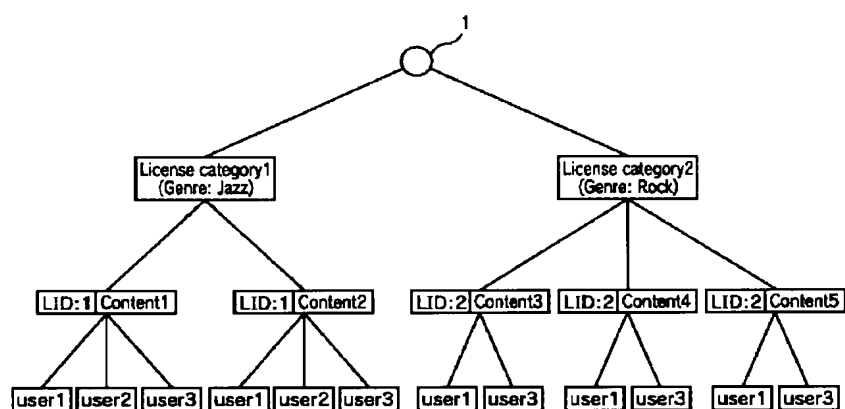 1
License category1
(Genre: Jazz)
License category2
(Genre: Rock)
LID:1 Content1
LID:1 Content2
LID:2 Content3
LID:2 Content4
LID:2 Content5
user1 user2 user3
user1 user2 user3
user1 user3
user1 user3
user1 user3